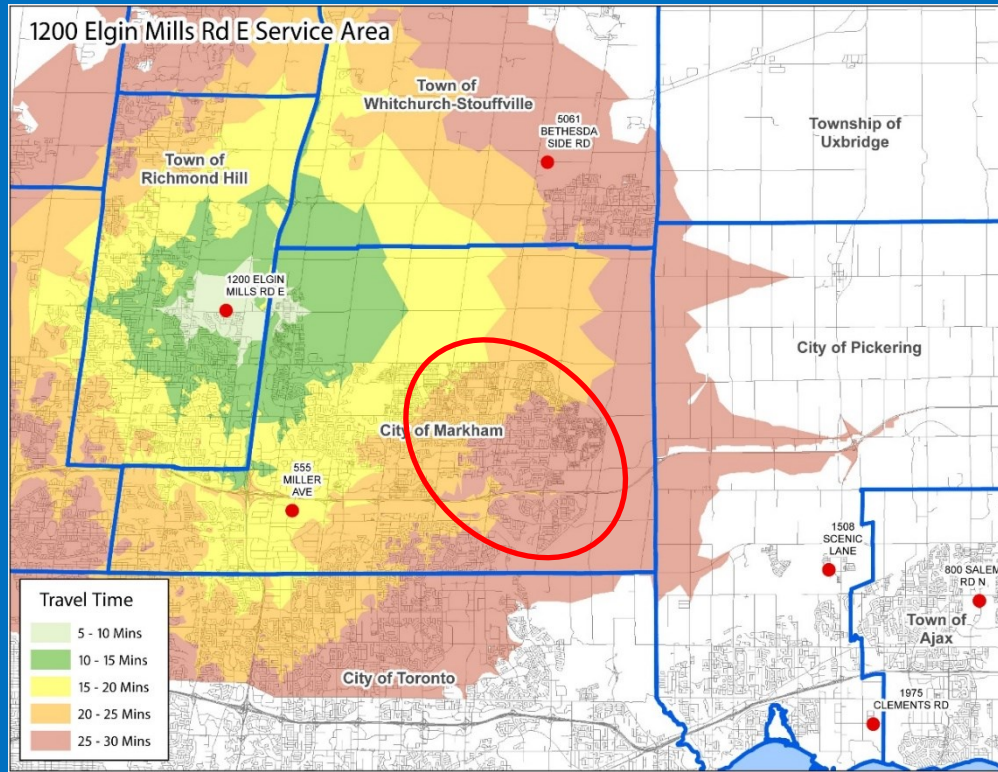 1200 Elgin Mills Rd E Service Area
Town of
Whitchurch-Stouffville
5061
BETHESDA
SIDE RD
Township of
Uxbridge
Town of
Richmond Hill
1200 ELGIN
MILLS RD E
City of Pickering
City of Markham
555
MILLER
AVE
1508
SCENIC
LANE
800 SALEM
RD N
Town of
Ajax
City of Toronto
1975
CLEMENTS RD
Travel Time
5 - 10 Mins
10 - 15 Mins
15 - 20 Mins
20 - 25 Mins
25 - 30 Mins